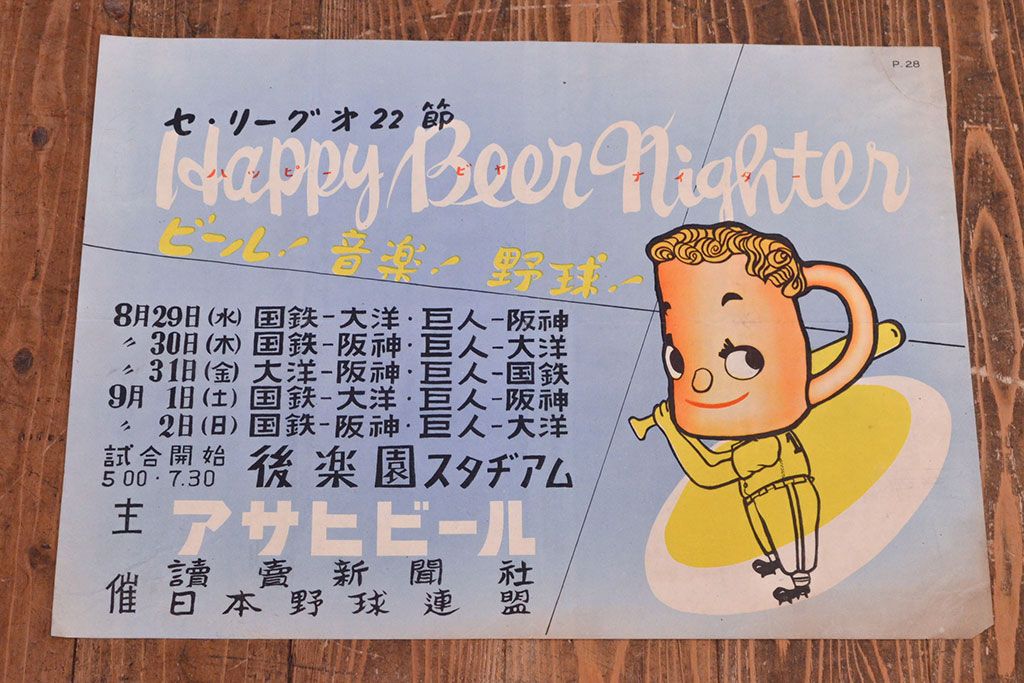 P.28
セ・リーグ第22節
Happy Beer Nighter
ハッピー ビヤ ナイター
ビール! 音楽! 野球!
8月29日(水) 国鉄-大洋・巨人-阪神
〃 30日(木) 国鉄-阪神・巨人-大洋
〃 31日(金) 大洋-阪神・巨人-国鉄
9月 1日(土) 国鉄-大洋・巨人-阪神
〃 2日(日) 国鉄-阪神・巨人-大洋
試合開始
5 00・7.30
後楽園スタヂアム
主催
アサヒビール
讀賣新聞社
日本野球連盟